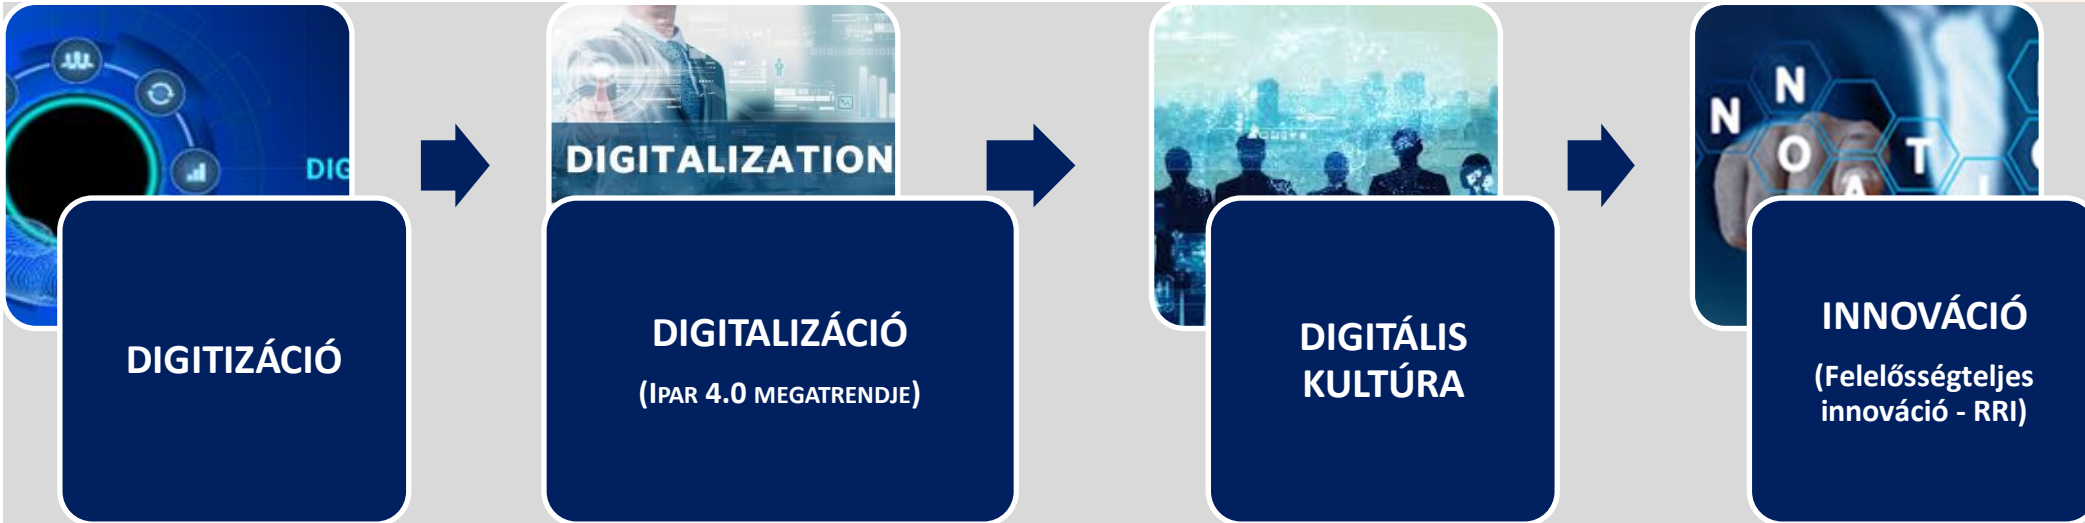 DIG
DIGITIZÁCIÓ
DIGITALIZATION
DIGITALIZÁCIÓ
(IPAR 4.0 MEGATRENDJE)
DIGITÁLIS
KULTÚRA
N N
O A T I
INNOVÁCIÓ
(Felelősségteljes
innováció - RRI)